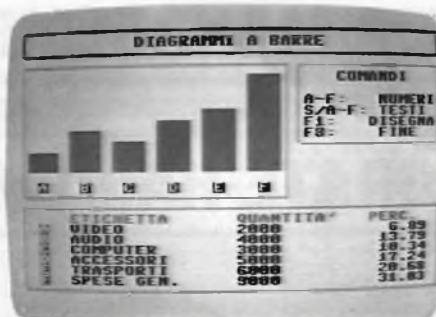 DIAGRAMMI A BARRE
COMANDI
A-F: NUMERI
S/A-F: TESTI
F1: DISEGNA
F8: FINE
A B C D E F
ETICHETTA QUANTITA' PERC.
VIDEO 2000 6.89
AUDIO 4000 13.79
COMPUTER 3000 10.34
ACCESSORI 5000 17.24
TRASPORTI 6000 20.68
SPESE GEN. 9000 31.03